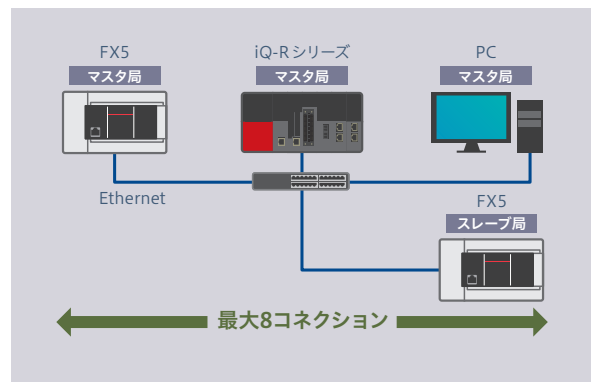 FX5
マスタ局
iQ-Rシリーズ
マスタ局
PC
マスタ局
Ethernet
FX5
スレーブ局
最大8コネクション